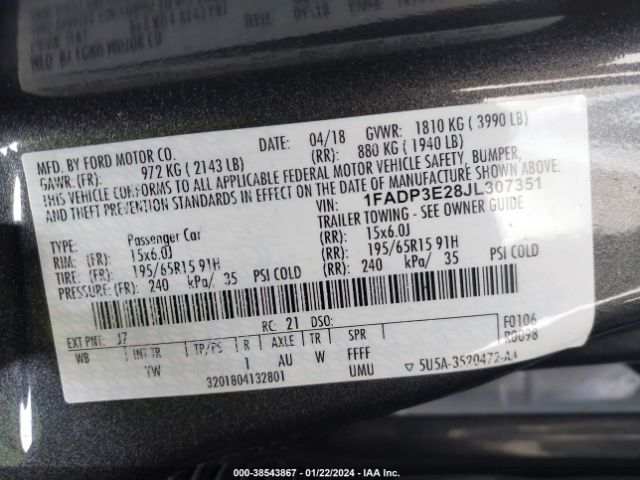 MFD. BY FORD MOTOR CO.
DATE: 04/18 GVWR: 1810 KG ( 3990 LB)
GAWR: (FR): 972 KG ( 2143 LB) (RR): 880 KG ( 1940 LB)
THIS VEHICLE CONFORMS TO ALL APPLICABLE FEDERAL MOTOR VEHICLE SAFETY, BUMPER,
AND THEFT PREVENTION STANDARDS IN EFFECT ON THE DATE OF MANUFACTURE SHOWN ABOVE.
VIN: 1FADP3E28JL307351
TYPE: Passenger Car TRAILER TOWING - SEE OWNER GUIDE
RIM: (FR): 15x6.0J (RR): 15x6.0J
TIRE: (FR): 195/65R15 91H (RR): 195/65R15 91H
PRESSURE: (FR): 240 kPa/ 35 PSI COLD (RR): 240 kPa/ 35 PSI COLD
EXT PNT: J7 RC: 21 DSO: F0106
WB INT TR TP/PS R AXLE TR SPR R0098
YW 1 AU W FFFF
3201804132801 UMU ▽ 5U5A-3520472-AA
000-38543867 - 01/22/2024 - IAA